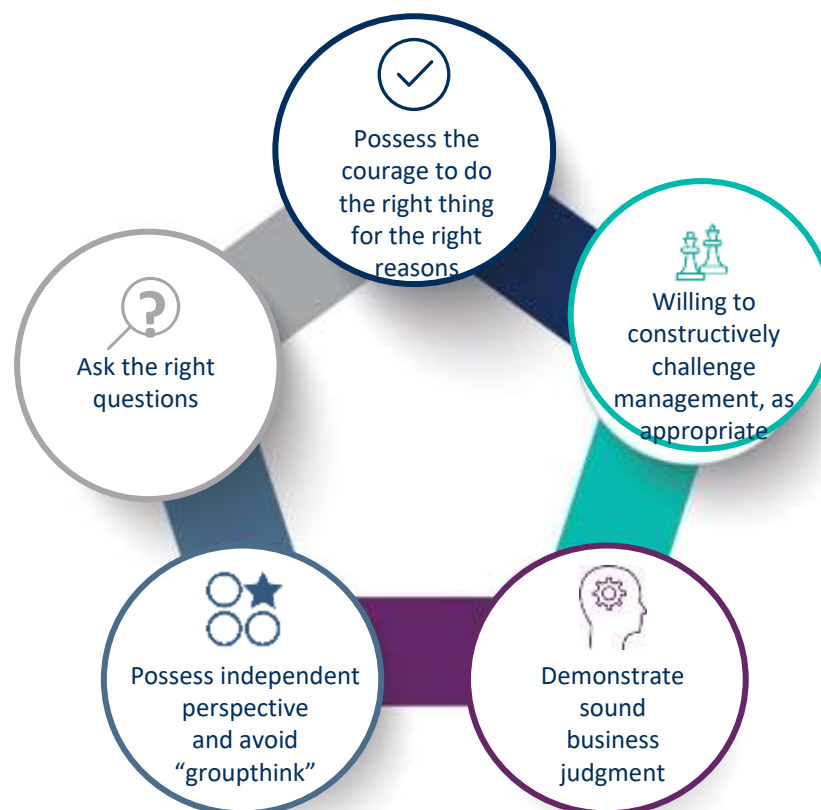 Possess the
courage to do
the right thing
for the right
reasons
Willing to
constructively
challenge
management, as
appropriate
Demonstrate
sound
business
judgment
Possess independent
perspective
and avoid
“groupthink”
?
Ask the right
questions